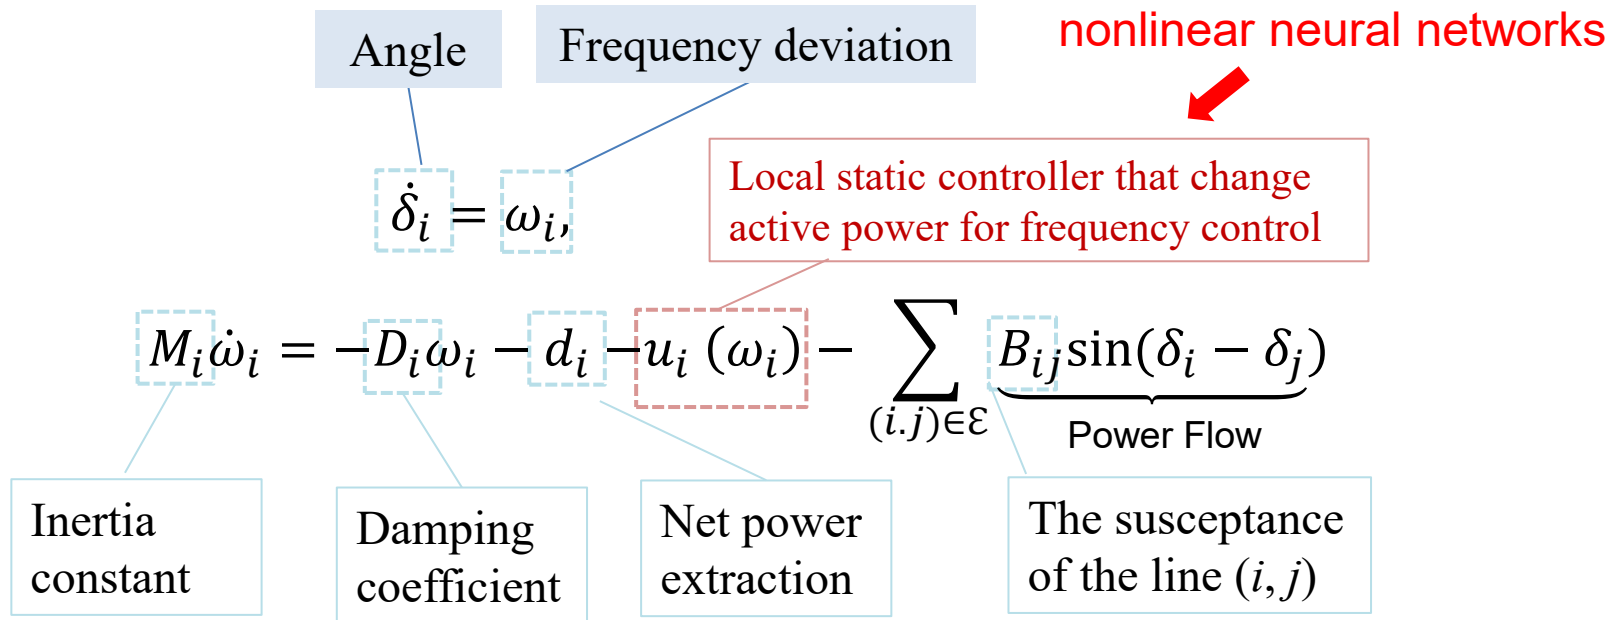 nonlinear neural networks
Angle
Frequency deviation
Local static controller that change
active power for frequency control
δ̇ᵢ = ωᵢ,
Mᵢω̇ᵢ = −Dᵢωᵢ − dᵢ −uᵢ (ωᵢ) − ∑ Bᵢⱼsin(δᵢ − δⱼ)
(i.j)∈ℰ
Power Flow
Inertia
constant
Damping
coefficient
Net power
extraction
The susceptance
of the line (i, j)